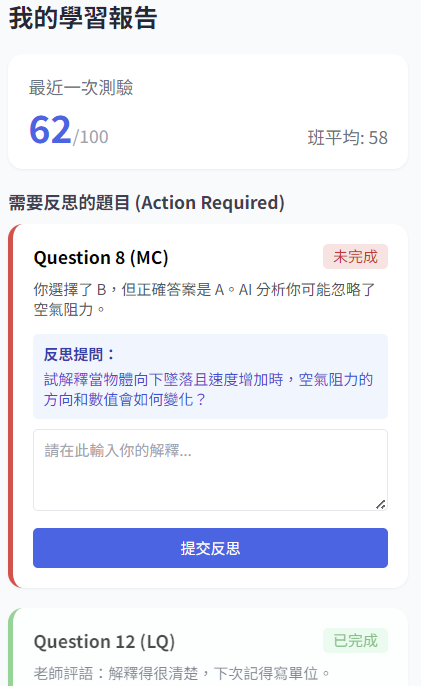 我的學習報告
最近一次測驗
62/100
班平均: 58
需要反思的題目 (Action Required)
Question 8 (MC)
未完成
你選擇了 B，但正確答案是 A。AI 分析你可能忽略了
空氣阻力。
反思提問：
試解釋當物體向下墜落且速度增加時，空氣阻力的
方向和數值會如何變化？
請在此輸入你的解釋...
提交反思
Question 12 (LQ)
已完成
老師評語：解釋得很清楚，下次記得寫單位。